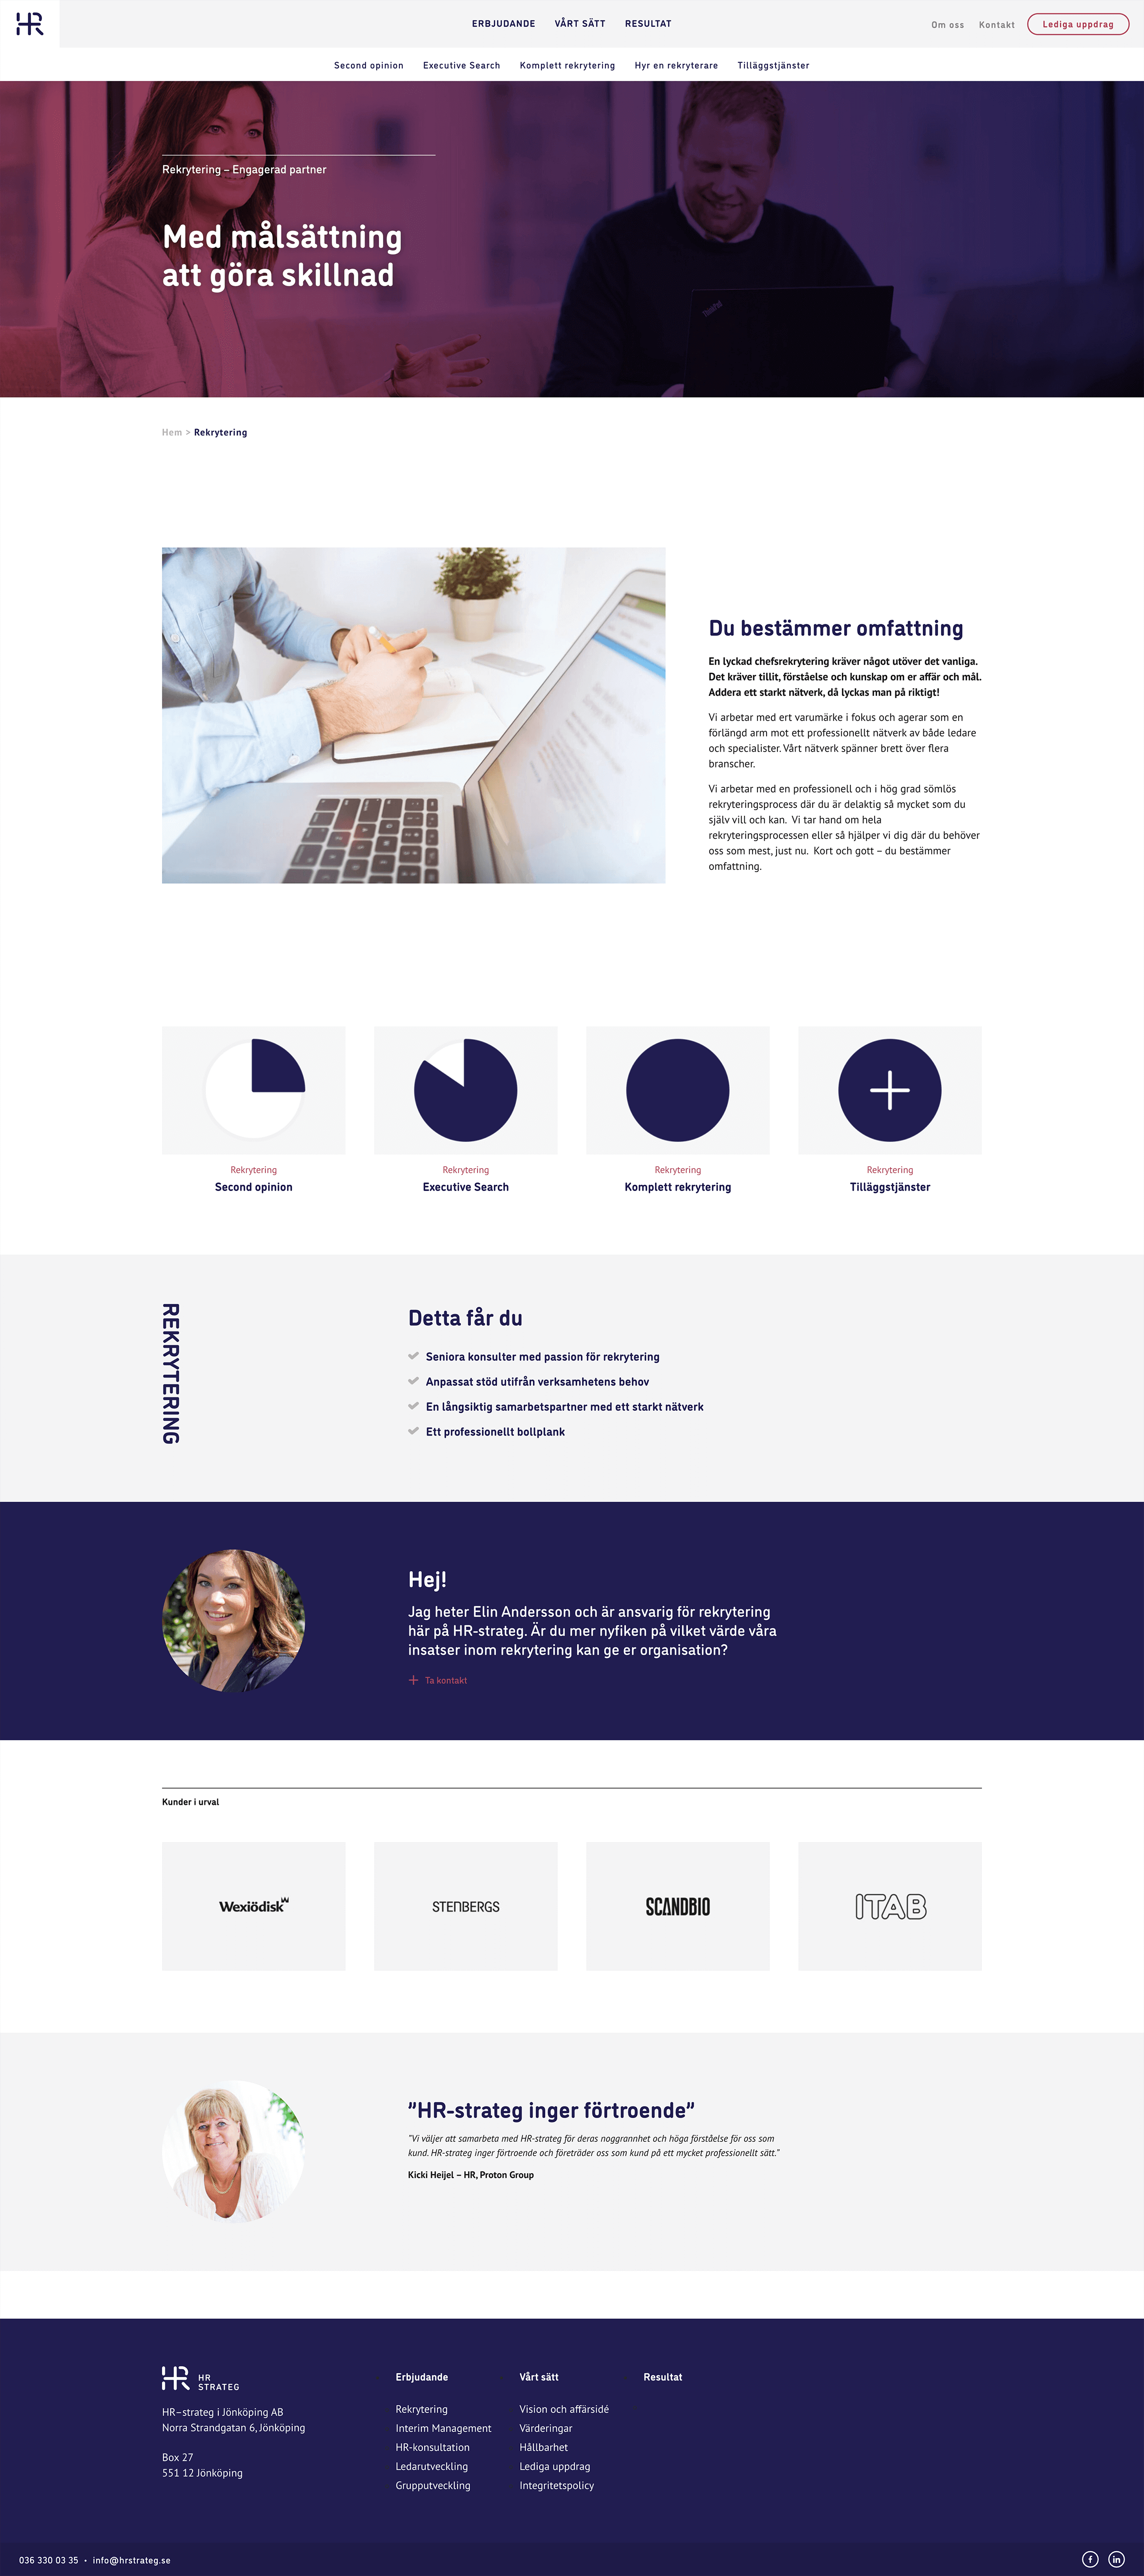 HR
ERBJUDANDE VÅRT SÄTT RESULTAT
Om oss Kontakt Lediga uppdrag
Second opinion Executive Search Komplett rekrytering Hyr en rekryterare Tilläggstjänster
Rekrytering – Engagerad partner
Med målsättning
att göra skillnad
Hem > Rekrytering
Du bestämmer omfattning
En lyckad chefsrekrytering kräver något utöver det vanliga.
Det kräver tillit, förståelse och kunskap om er affär och mål.
Addera ett starkt nätverk, då lyckas man på riktigt!
Vi arbetar med ert varumärke i fokus och agerar som en
förlängd arm mot ett professionellt nätverk av både ledare
och specialister. Vårt nätverk spänner brett över flera
branscher.
Vi arbetar med en professionell och i hög grad sömlös
rekryteringsprocess där du är delaktig så mycket som du
själv vill och kan. Vi tar hand om hela
rekryteringsprocessen eller så hjälper vi dig där du behöver
oss som mest, just nu. Kort och gott – du bestämmer
omfattning.
Rekrytering
Second opinion
Rekrytering
Executive Search
Rekrytering
Komplett rekrytering
Rekrytering
Tilläggstjänster
REKRYTERING
Detta får du
Seniora konsulter med passion för rekrytering
Anpassat stöd utifrån verksamhetens behov
En långsiktig samarbetspartner med ett starkt nätverk
Ett professionellt bollplank
Hej!
Jag heter Elin Andersson och är ansvarig för rekrytering
här på HR-strateg. Är du mer nyfiken på vilket värde våra
insatser inom rekrytering kan ge er organisation?
Ta kontakt
Kunder i urval
Wexiödisk
STENBERGS
SCANDBIO
ITAB
”HR-strateg inger förtroende”
"Vi väljer att samarbeta med HR-strateg för deras noggrannhet och höga förståelse för oss som
kund. HR-strateg inger förtroende och företräder oss som kund på ett mycket professionellt sätt."
Kicki Heijel – HR, Proton Group
HR HR
STRATEG
HR–strateg i Jönköping AB
Norra Strandgatan 6, Jönköping
Box 27
551 12 Jönköping
Erbjudande
Rekrytering
Interim Management
HR-konsultation
Ledarutveckling
Grupputveckling
Vårt sätt
Vision och affärsidé
Värderingar
Hållbarhet
Lediga uppdrag
Integritetspolicy
Resultat
036 330 03 35 • info@hrstrateg.se
f in